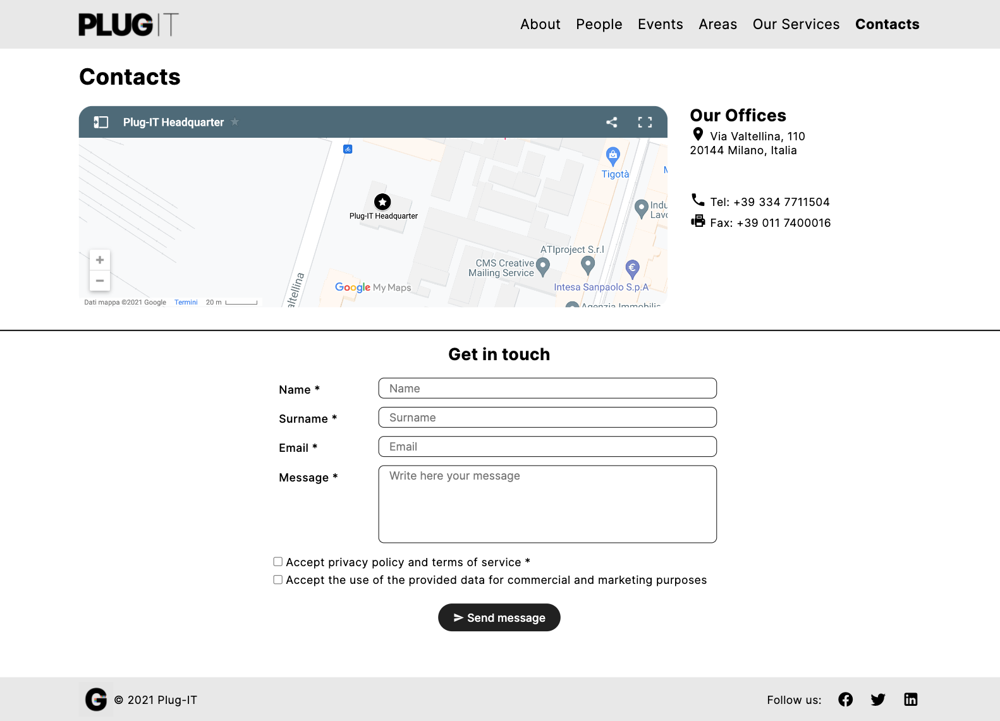 PLUGIT
About People Events Areas Our Services Contacts
Contacts
Plug-IT Headquarter
Our Offices
Via Valtellina, 110
20144 Milano, Italia
Tel: +39 334 7711504
Fax: +39 011 7400016
Tigotà
Indu
Lavo
Plug-IT Headquarter
ATIproject S.r.l
CMS Creative
Mailing Service
Intesa Sanpaolo S.p.A
altellina
Google My Maps
Agenzia Immobilia
Dati mappa ©2021 Google Termini 20 m
Get in touch
Name * Name
Surname * Surname
Email * Email
Message * Write here your message
Accept privacy policy and terms of service *
Accept the use of the provided data for commercial and marketing purposes
Send message
G © 2021 Plug-IT
Follow us: